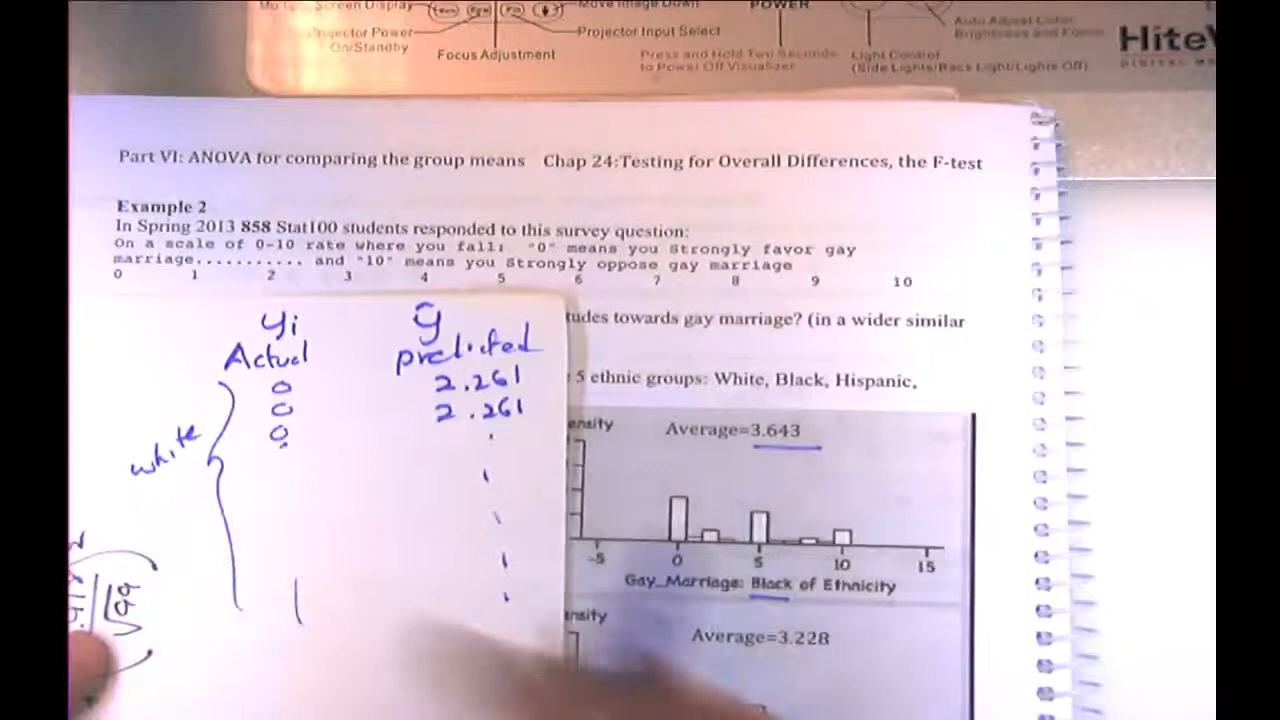 Screen Display
Move Image Down
POWER
Projector Power
On/Standby
Focus Adjustment
Projector Input Select
Press and Hold Two Seconds
to Power Off Visualizer
Light Control
(Side Lights/Back Light/Lights Off)
Auto Adjust Color
Brightness and Focus
Part VI: ANOVA for comparing the group means Chap 24:Testing for Overall Differences, the F-test
Example 2
In Spring 2013 858 Stat100 students responded to this survey question:
On a scale of 0-10 rate where you fall: "0" means you Strongly favor gay
marriage........... and "10" means you Strongly oppose gay marriage
0 1 2 3 4 5 6 7 8 9 10
tudes towards gay marriage? (in a wider similar
5 ethnic groups: White, Black, Hispanic,
yi ŷ
Actual predicted
0 2.261
0 2.261
0
white
√99
ensity Average=3.643
-5 0 5 10 15
Gay_Marriage: Black of Ethnicity
ensity Average=3.228